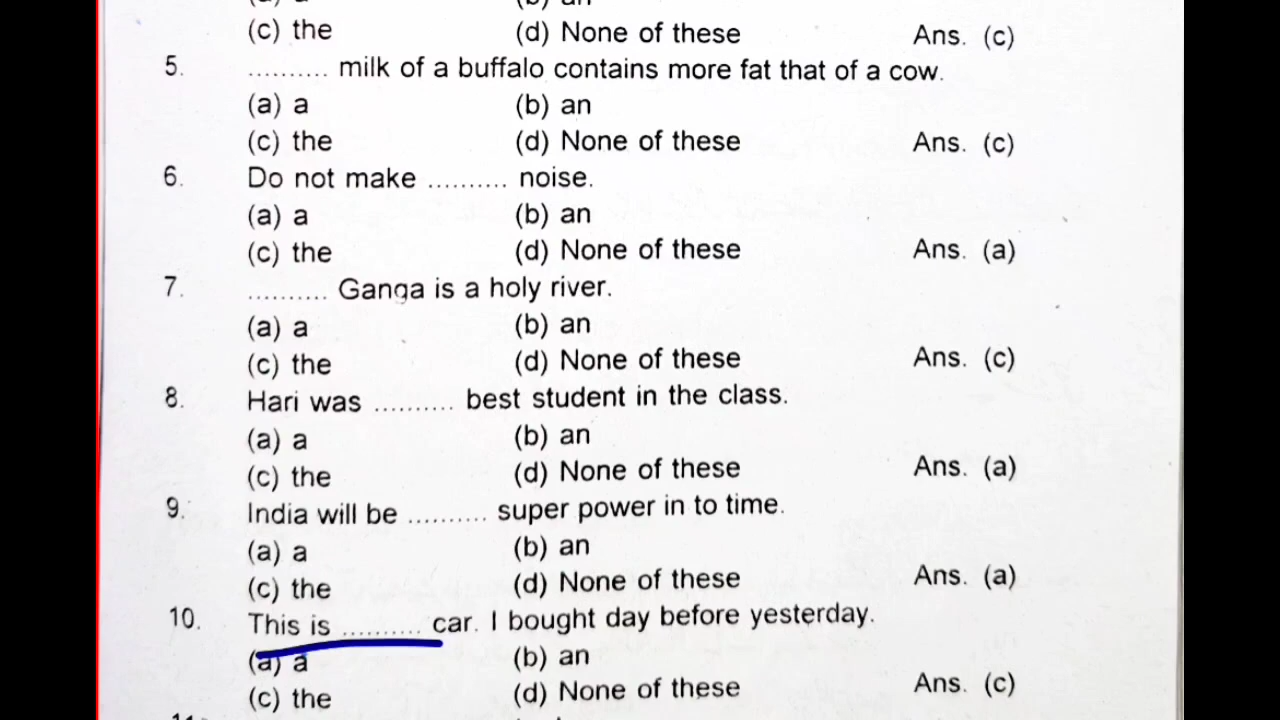 (c) the (d) None of these Ans. (c)
5. .......... milk of a buffalo contains more fat that of a cow.
(a) a (b) an
(c) the (d) None of these Ans. (c)
6. Do not make .......... noise.
(a) a (b) an
(c) the (d) None of these Ans. (a)
7. .......... Ganga is a holy river.
(a) a (b) an
(c) the (d) None of these Ans. (c)
8. Hari was .......... best student in the class.
(a) a (b) an
(c) the (d) None of these Ans. (a)
9. India will be .......... super power in to time.
(a) a (b) an
(c) the (d) None of these Ans. (a)
10. This is .......... car. I bought day before yesterday.
(a) a (b) an
(c) the (d) None of these Ans. (c)